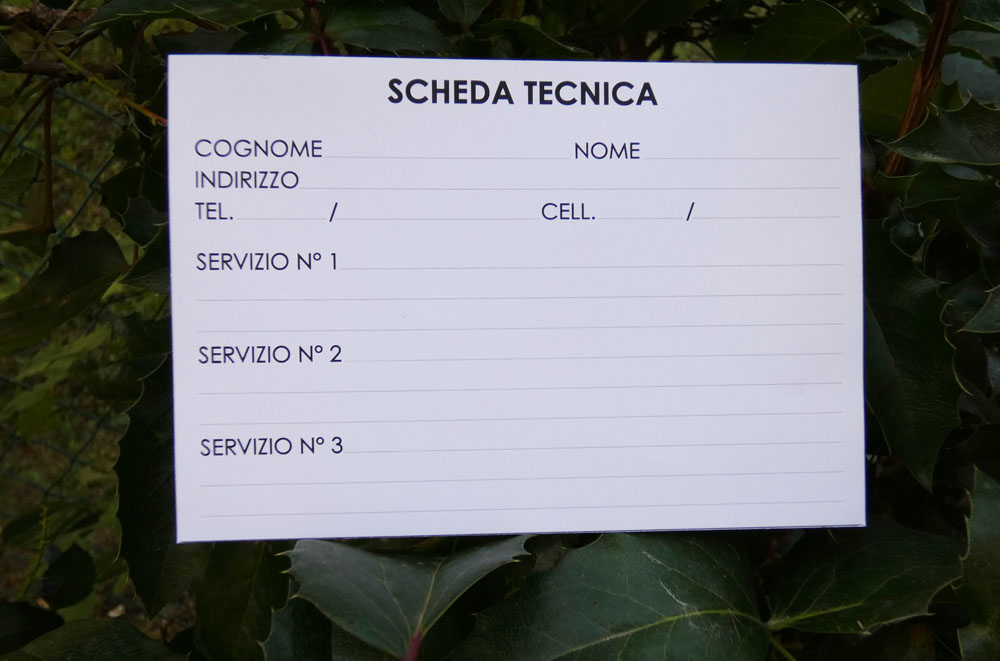 SCHEDA TECNICA
COGNOME NOME
INDIRIZZO
TEL. / CELL. /
SERVIZIO N° 1
SERVIZIO N° 2
SERVIZIO N° 3